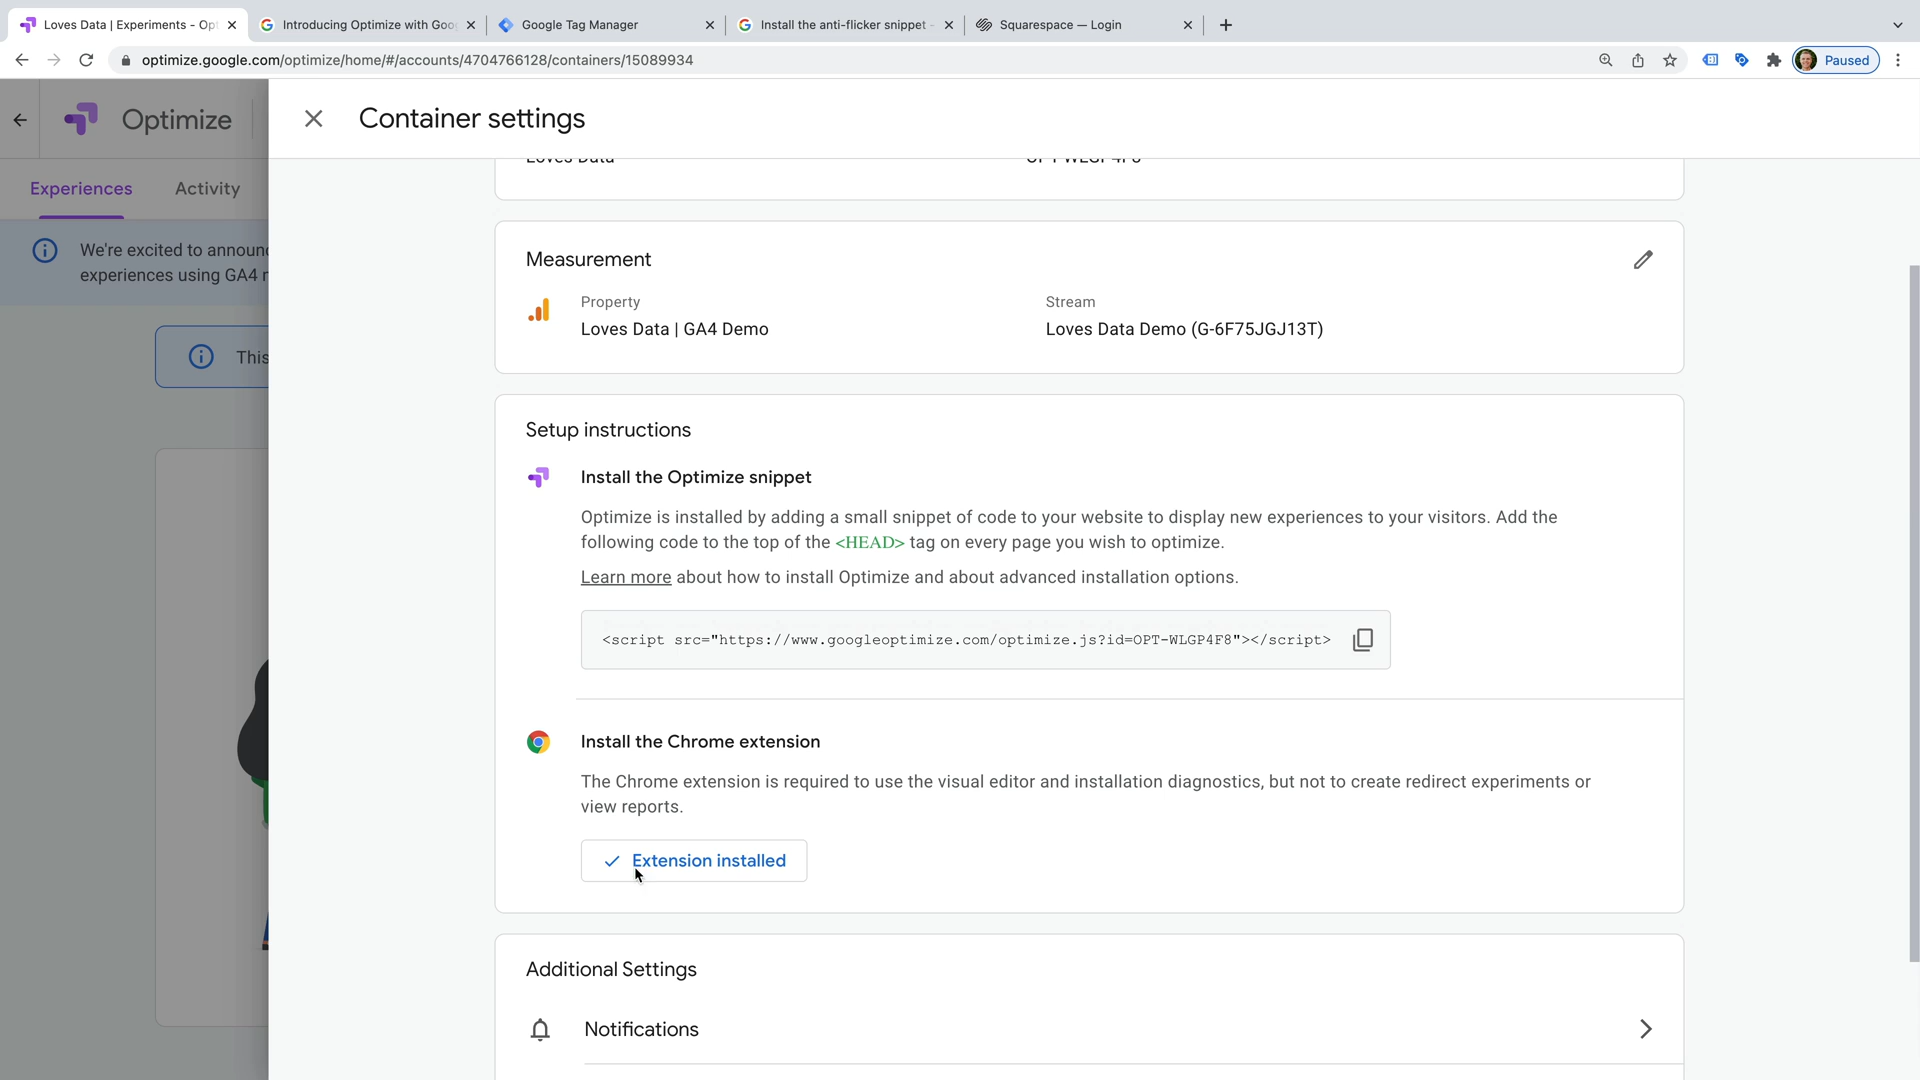 Loves Data | Experiments - Opt
Introducing Optimize with Goo
Google Tag Manager
Install the anti-flicker snippet -
Squarespace — Login
optimize.google.com/optimize/home/#/accounts/4704766128/containers/15089934
Paused
Optimize
Container settings
Experiences
Activity
We're excited to announ
experiences using GA4
This
Loves Data
OPT-WLGP4F8
Measurement
Property
Stream
Loves Data | GA4 Demo
Loves Data Demo (G-6F75JGJ13T)
Setup instructions
Install the Optimize snippet
Optimize is installed by adding a small snippet of code to your website to display new experiences to your visitors. Add the
following code to the top of the <HEAD> tag on every page you wish to optimize.
Learn more about how to install Optimize and about advanced installation options.
<script src="https://www.googleoptimize.com/optimize.js?id=OPT-WLGP4F8"></script>
Install the Chrome extension
The Chrome extension is required to use the visual editor and installation diagnostics, but not to create redirect experiments or
view reports.
Extension installed
Additional Settings
Notifications